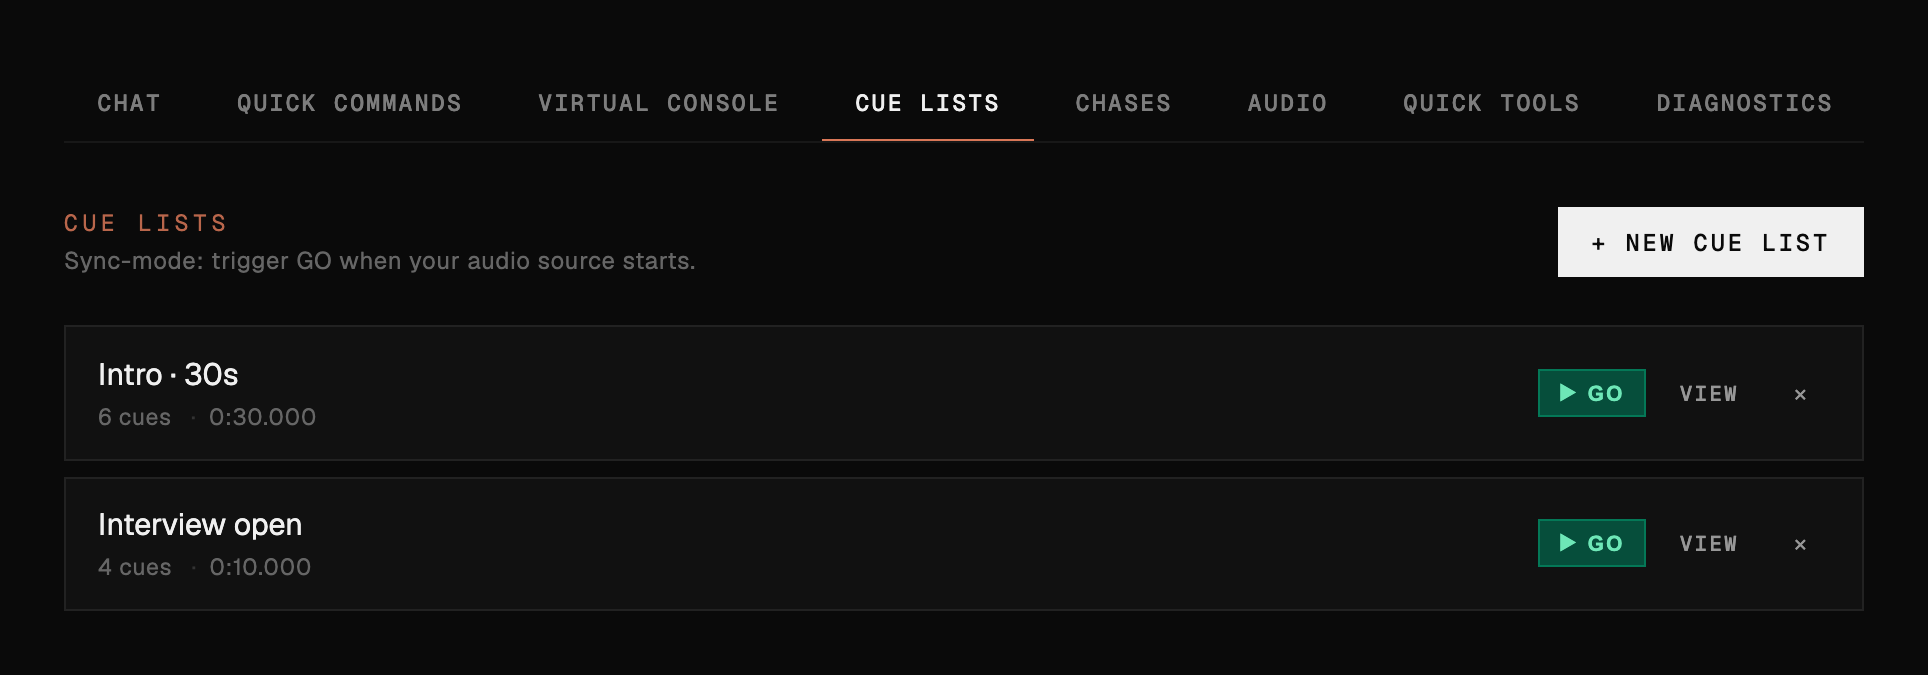 CHAT QUICK COMMANDS VIRTUAL CONSOLE CUE LISTS CHASES AUDIO QUICK TOOLS DIAGNOSTICS
CUE LISTS
Sync-mode: trigger GO when your audio source starts.
+ NEW CUE LIST
Intro · 30s
6 cues · 0:30.000
▶ GO VIEW ×
Interview open
4 cues · 0:10.000
▶ GO VIEW ×